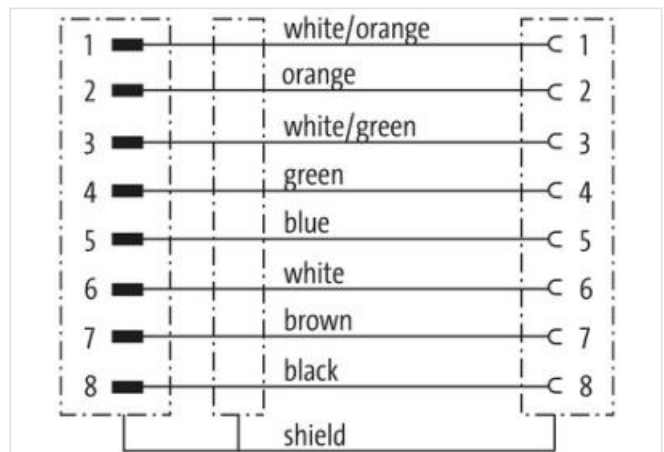 1 white/orange 1
2 orange 2
3 white/green 3
4 green 4
5 blue 5
6 white 6
7 brown 7
8 black 8
shield